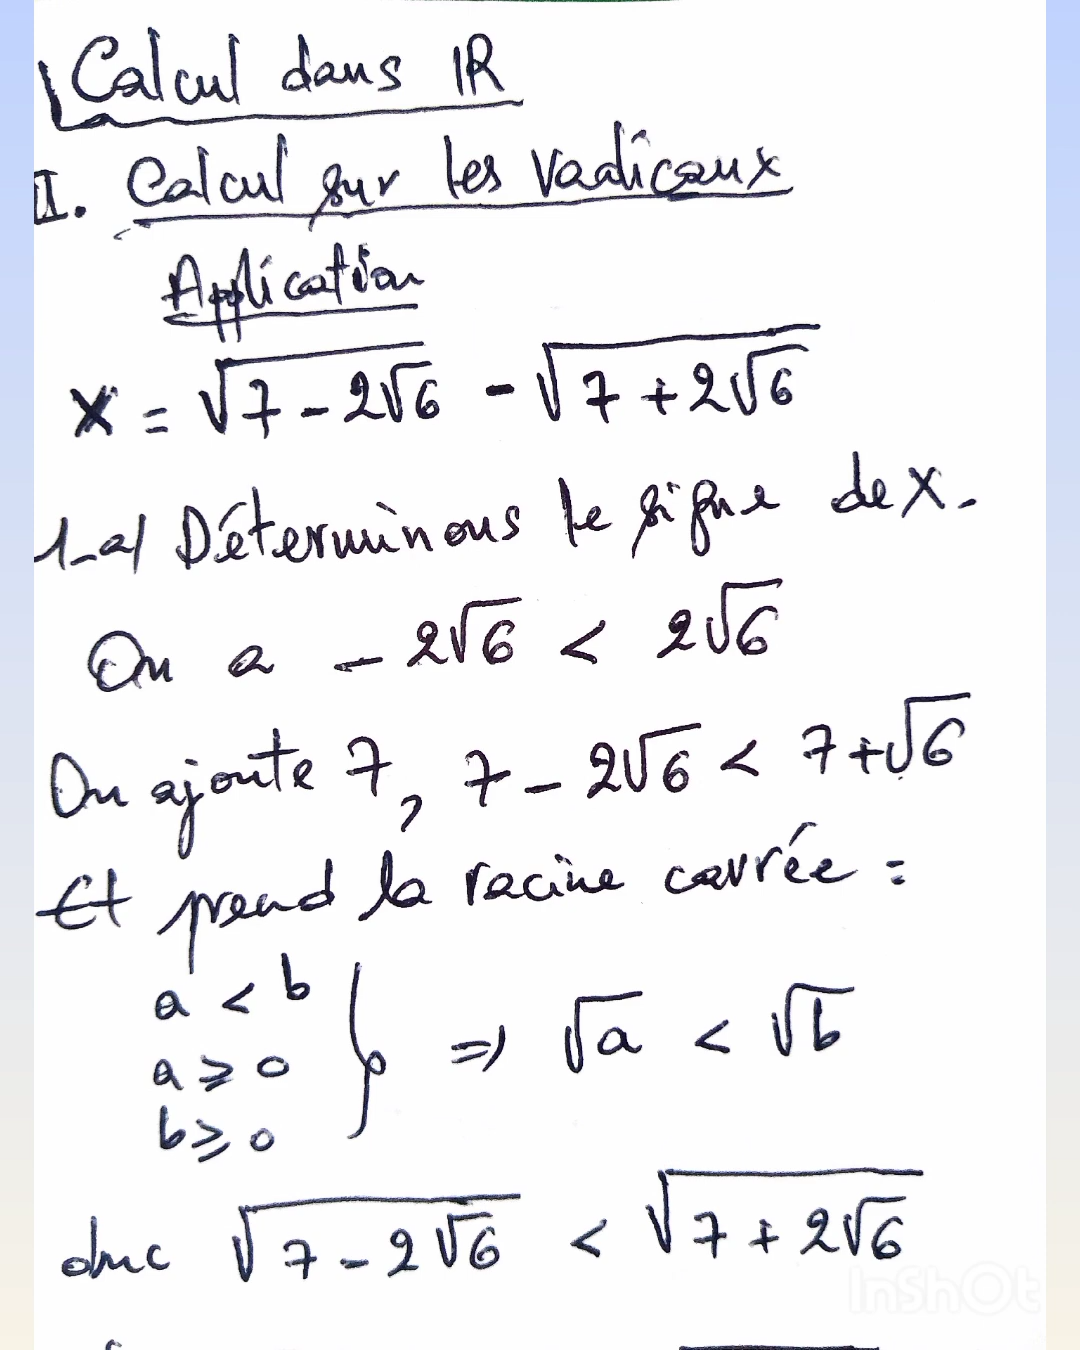 Calcul dans IR
II. Calcul sur les radicaux
Application
X = √(7 - 2√6) - √(7 + 2√6)
1-a/ Déterminons le signe de X.
On a - 2√6 < 2√6
On ajoute 7, 7 - 2√6 < 7 + √6
Et prend la racine carrée :
a < b
a ⩾ 0 } ⇒ √a < √b
b ⩾ 0
donc √(7 - 2√6) < √(7 + 2√6)
InShOt